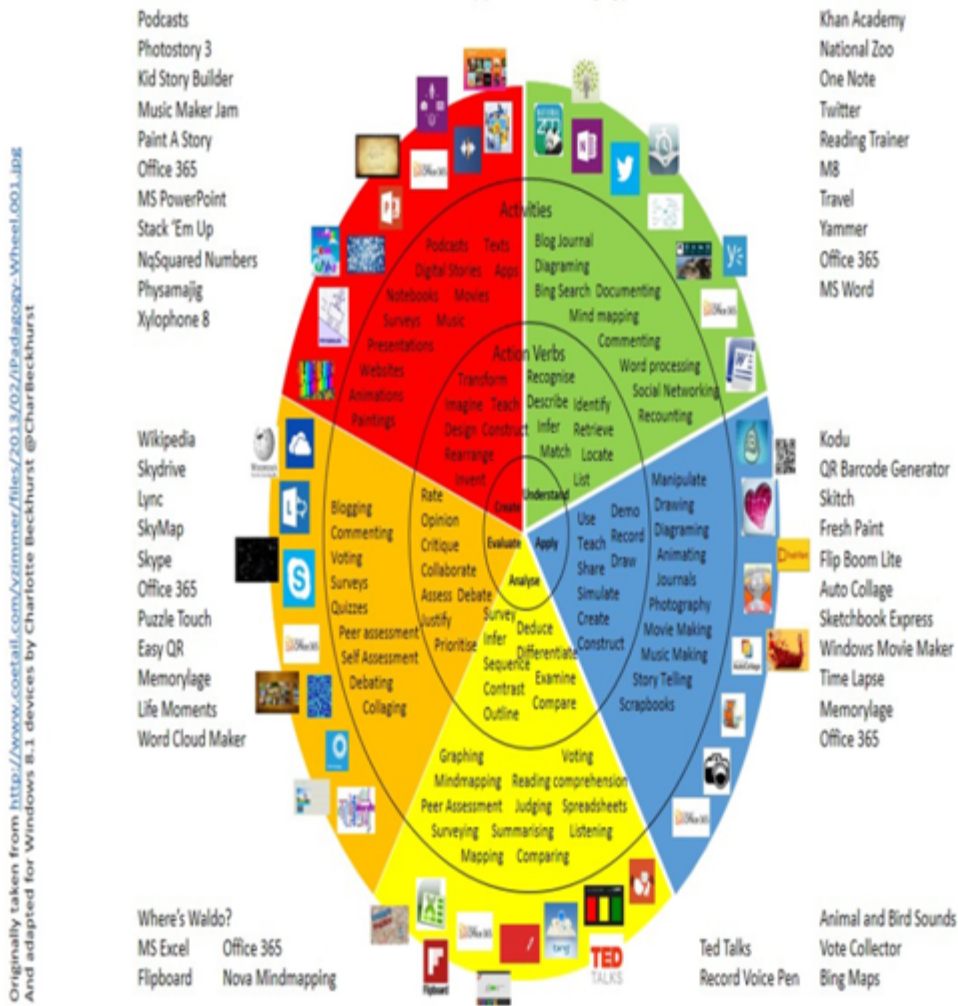 Podcasts
Photostory 3
Kid Story Builder
Music Maker Jam
Paint A Story
Office 365
MS PowerPoint
Stack 'Em Up
NqSquared Numbers
Physamajig
Xylophone 8
Khan Academy
National Zoo
One Note
Twitter
Reading Trainer
M8
Travel
Yammer
Office 365
MS Word
Activities
Podcasts Texts
Digital Stories Apps
Notebooks Movies
Surveys Music
Presentations
Websites
Animations
Paintings
Blog Journal
Diagraming
Bing Search Documenting
Mind mapping
Commenting
Word processing
Social Networking
Recounting
Action Verbs
Transform
Imagine Teach
Design Construct
Rearrange
Invent
Recognise
Describe Identify
Infer Retrieve
Match Locate
List
Create
Understand
Evaluate
Apply
Analyse
Wikipedia
Skydrive
Lync
SkyMap
Skype
Office 365
Puzzle Touch
Easy QR
Memorylage
Life Moments
Word Cloud Maker
Blogging
Commenting
Voting
Surveys
Quizzes
Peer assessment
Self Assessment
Debating
Collaging
Rate
Opinion
Critique
Collaborate
Assess Debate
Justify
Prioritise
Use Demo
Teach Record
Share Draw
Simulate
Create
Construct
Manipulate
Drawing
Diagraming
Animating
Journals
Photography
Movie Making
Music Making
Story Telling
Scrapbooks
Kodu
QR Barcode Generator
Skitch
Fresh Paint
Flip Boom Lite
Auto Collage
Sketchbook Express
Windows Movie Maker
Time Lapse
Memorylage
Office 365
Survey
Infer Deduce
Sequence Differentiate
Contrast Examine
Outline Compare
Graphing Voting
Mindmapping Reading comprehension
Peer Assessment Judging Spreadsheets
Surveying Summarising Listening
Mapping Comparing
Where's Waldo?
MS Excel Office 365
Flipboard Nova Mindmapping
TED
TALKS
Flipboard
Ted Talks
Record Voice Pen
Animal and Bird Sounds
Vote Collector
Bing Maps
Originally taken from http://www.coetail.com/vzimmer/files/2013/02/iPadagogy-Wheel.001.jpg
And adapted for Windows 8.1 devices by Charlotte Beckhurst @CharBeckhurst